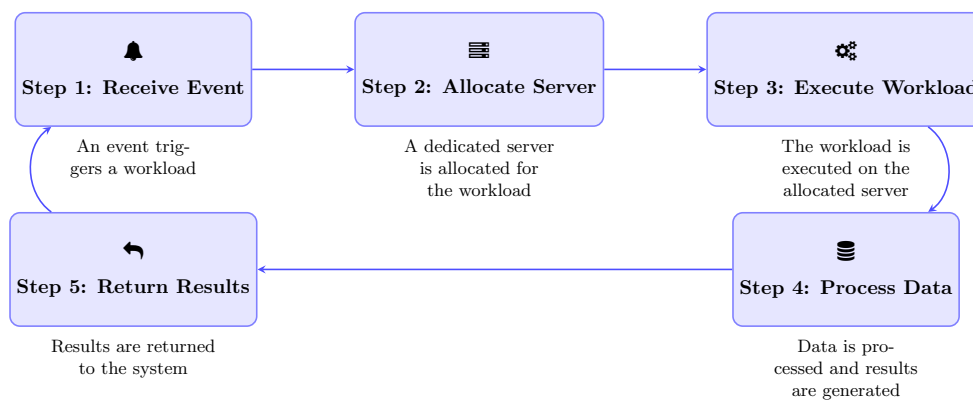 Step 1: Receive Event
Step 2: Allocate Server
Step 3: Execute Workload
An event trig-
gers a workload
A dedicated server
is allocated for
the workload
The workload is
executed on the
allocated server
Step 5: Return Results
Step 4: Process Data
Results are returned
to the system
Data is pro-
cessed and results
are generated